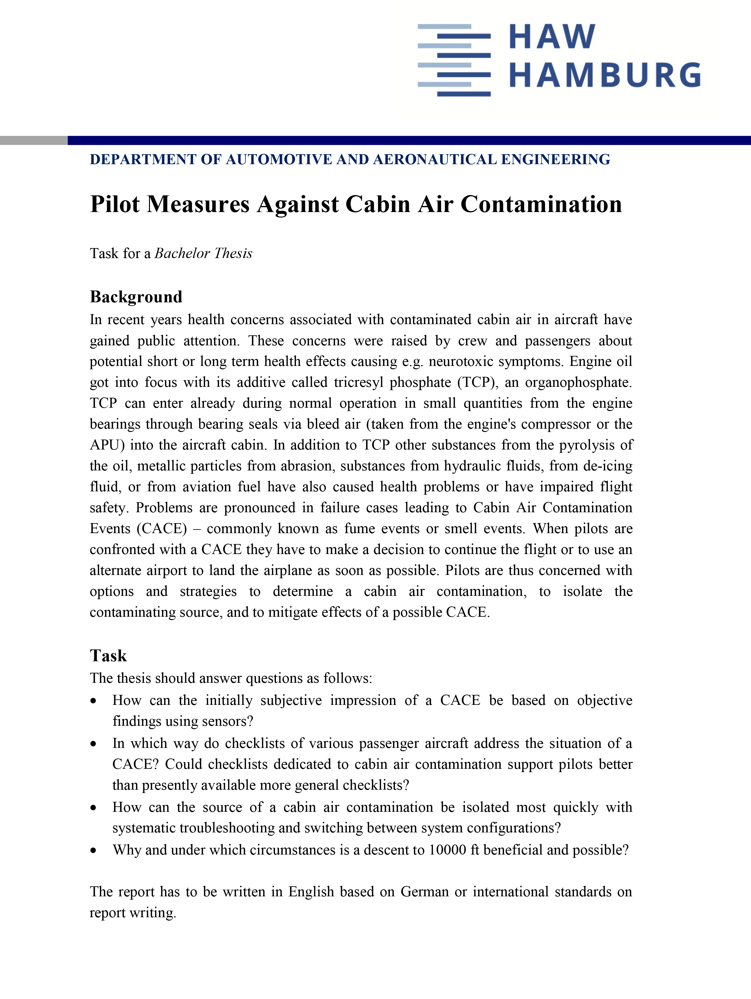 HAW
HAMBURG
DEPARTMENT OF AUTOMOTIVE AND AERONAUTICAL ENGINEERING
Pilot Measures Against Cabin Air Contamination
Task for a Bachelor Thesis
Background
In recent years health concerns associated with contaminated cabin air in aircraft have
gained public attention. These concerns were raised by crew and passengers about
potential short or long term health effects causing e.g. neurotoxic symptoms. Engine oil
got into focus with its additive called tricresyl phosphate (TCP), an organophosphate.
TCP can enter already during normal operation in small quantities from the engine
bearings through bearing seals via bleed air (taken from the engine's compressor or the
APU) into the aircraft cabin. In addition to TCP other substances from the pyrolysis of
the oil, metallic particles from abrasion, substances from hydraulic fluids, from de-icing
fluid, or from aviation fuel have also caused health problems or have impaired flight
safety. Problems are pronounced in failure cases leading to Cabin Air Contamination
Events (CACE) – commonly known as fume events or smell events. When pilots are
confronted with a CACE they have to make a decision to continue the flight or to use an
alternate airport to land the airplane as soon as possible. Pilots are thus concerned with
options and strategies to determine a cabin air contamination, to isolate the
contaminating source, and to mitigate effects of a possible CACE.
Task
The thesis should answer questions as follows:
• How can the initially subjective impression of a CACE be based on objective
findings using sensors?
• In which way do checklists of various passenger aircraft address the situation of a
CACE? Could checklists dedicated to cabin air contamination support pilots better
than presently available more general checklists?
• How can the source of a cabin air contamination be isolated most quickly with
systematic troubleshooting and switching between system configurations?
• Why and under which circumstances is a descent to 10000 ft beneficial and possible?
The report has to be written in English based on German or international standards on
report writing.